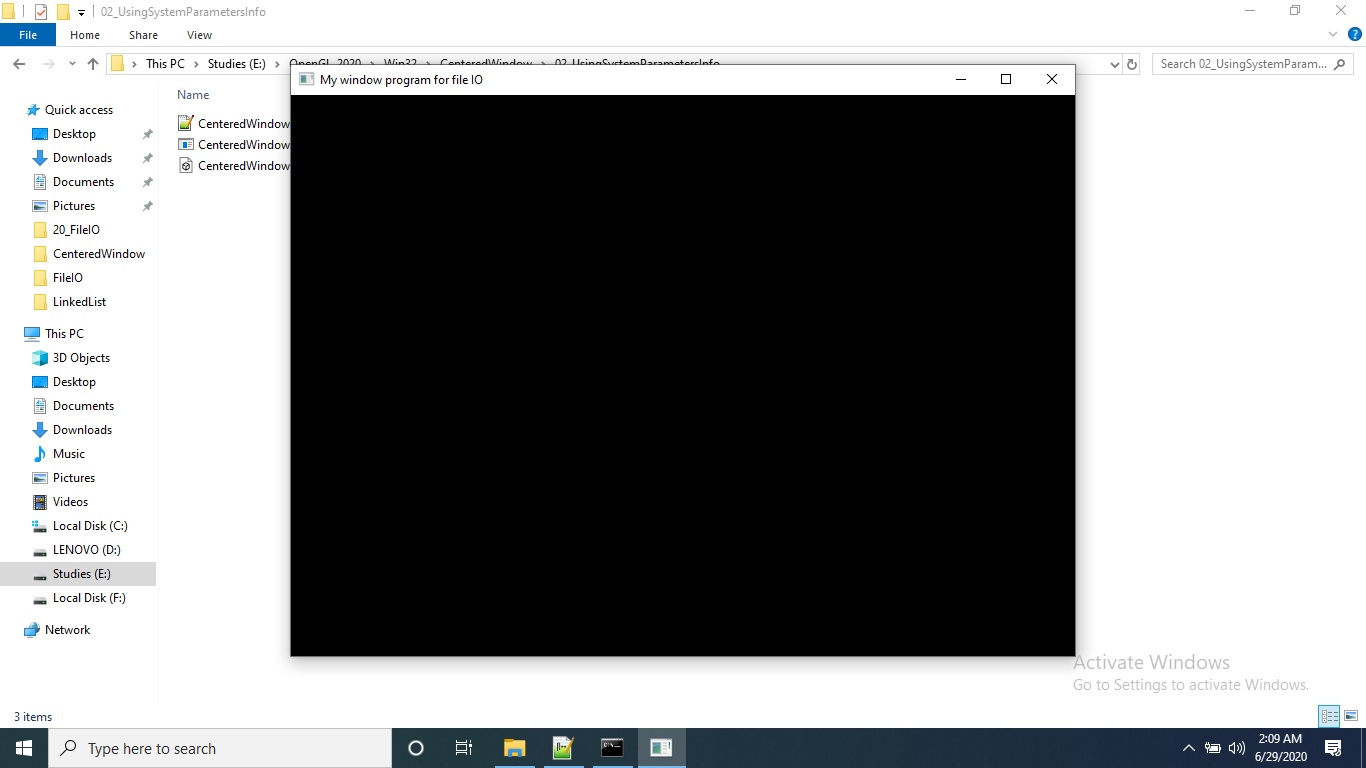 02_UsingSystemParametersInfo
File Home Share View
This PC Studies (E:) OpenGL_2020 Win32 CenteredWindow 02_UsingSystemParametersInfo
Search 02_UsingSystemParam...
My window program for file IO
Name
CenteredWindow
CenteredWindow
CenteredWindow
Quick access
Desktop
Downloads
Documents
Pictures
20_FileIO
CenteredWindow
FileIO
LinkedList
This PC
3D Objects
Desktop
Documents
Downloads
Music
Pictures
Videos
Local Disk (C:)
LENOVO (D:)
Studies (E:)
Local Disk (F:)
Network
Activate Windows
Go to Settings to activate Windows.
3 items
Type here to search
2:09 AM
6/29/2020